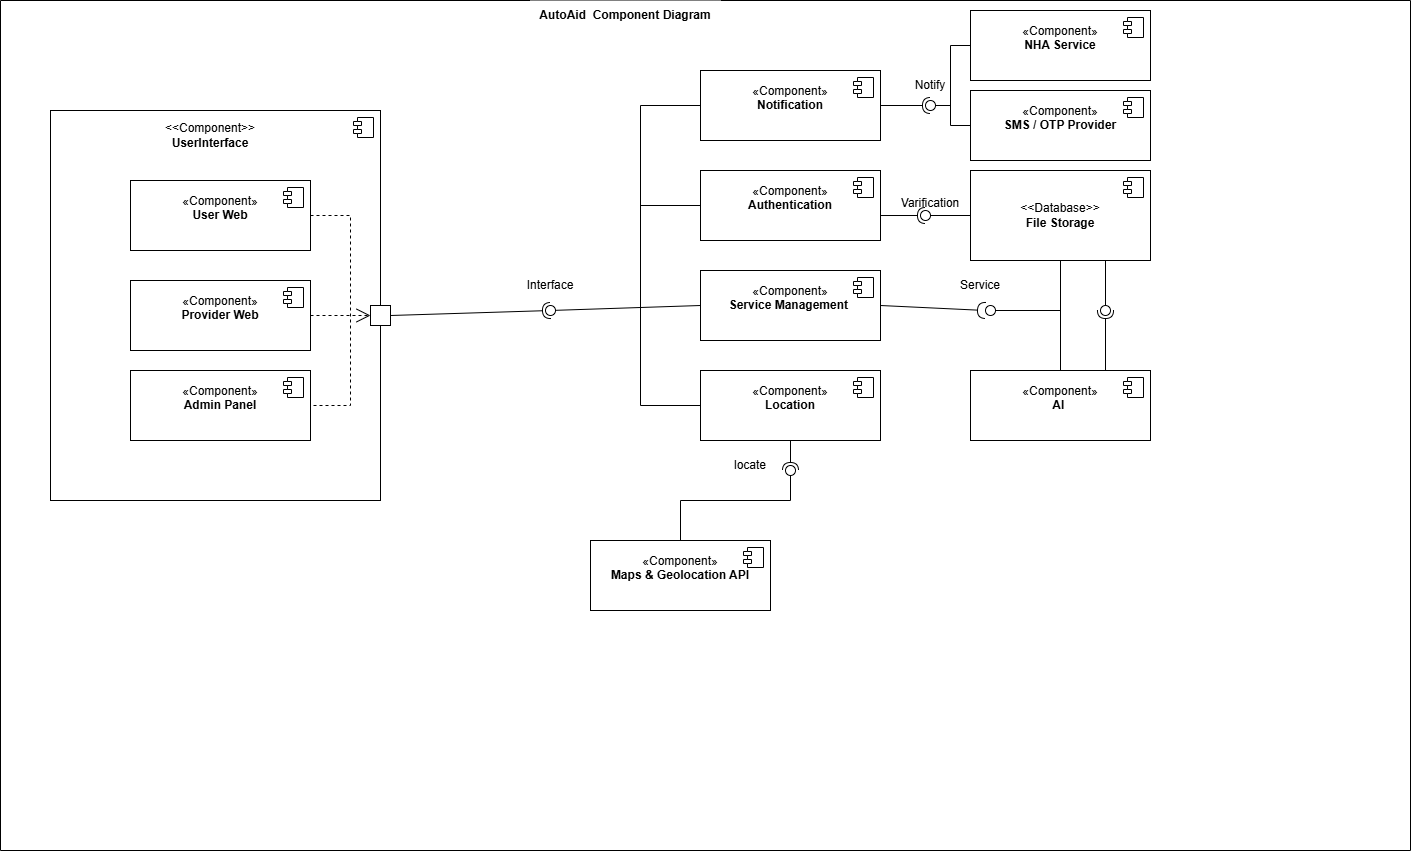 AutoAid  Component Diagram
<<Component>>
UserInterface
«Component»
User Web
«Component»
Provider Web
«Component»
Admin Panel
Interface
«Component»
Notification
Notify
«Component»
NHA Service
«Component»
SMS / OTP Provider
«Component»
Authentication
Varification
<<Database>>
File Storage
«Component»
Service Management
Service
«Component»
Location
«Component»
AI
locate
«Component»
Maps & Geolocation API